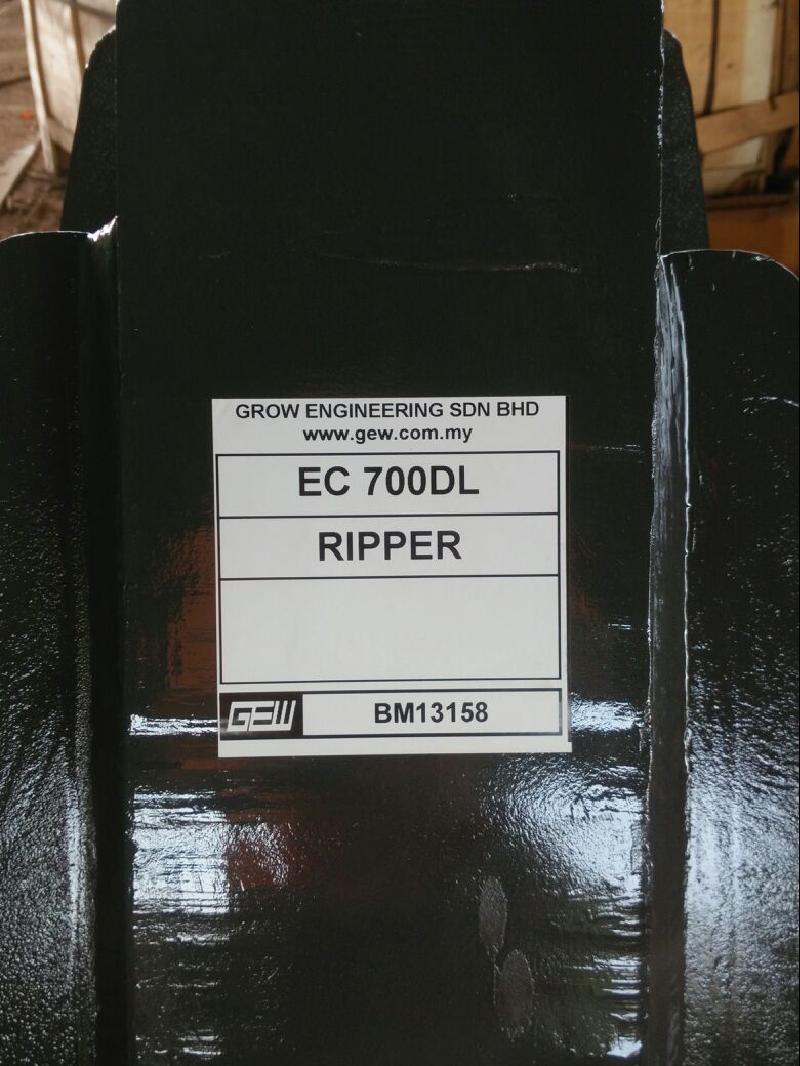 GROW ENGINEERING SDN BHD
www.gew.com.my
EC 700DL
RIPPER
GEW BM13158